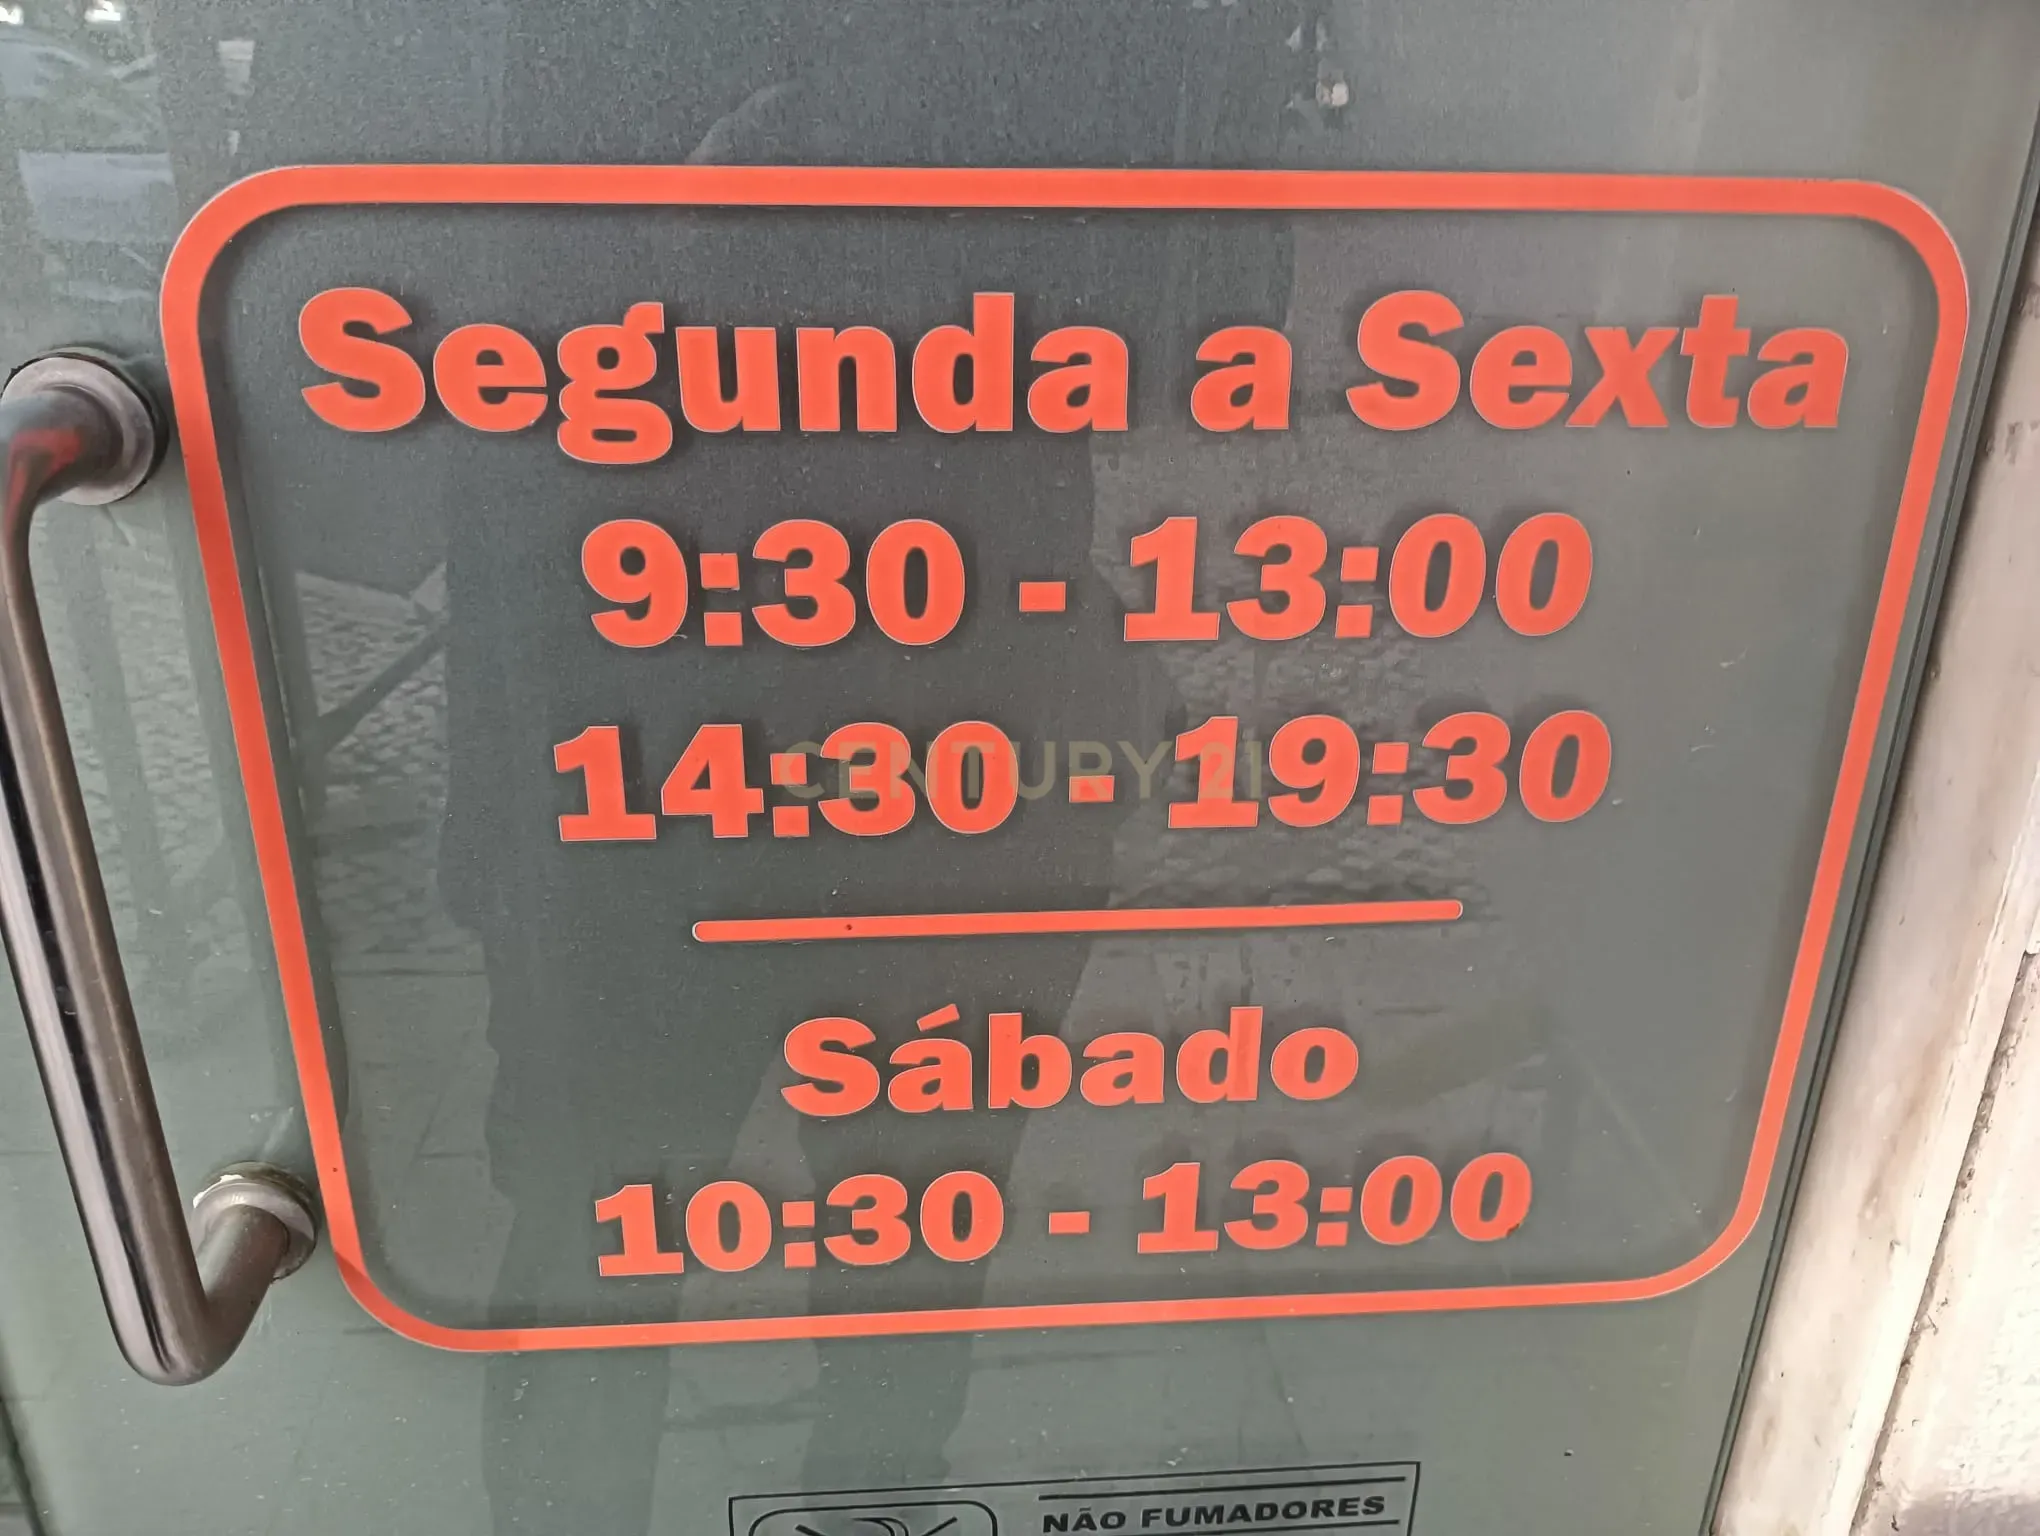 Segunda a Sexta
9:30 - 13:00
14:30 - 19:30
CENTURY 21
Sábado
10:30 - 13:00
NÃO FUMADORES